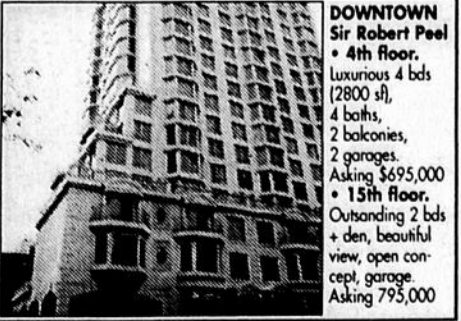 DOWNTOWN
Sir Robert Peel
• 4th floor.
Luxurious 4 bds
(2800 sf),
4 baths,
2 balconies,
2 garages.
Asking $695,000
• 15th floor.
Outsanding 2 bds
+ den, beautiful
view, open con-
cept, garage.
Asking 795,000